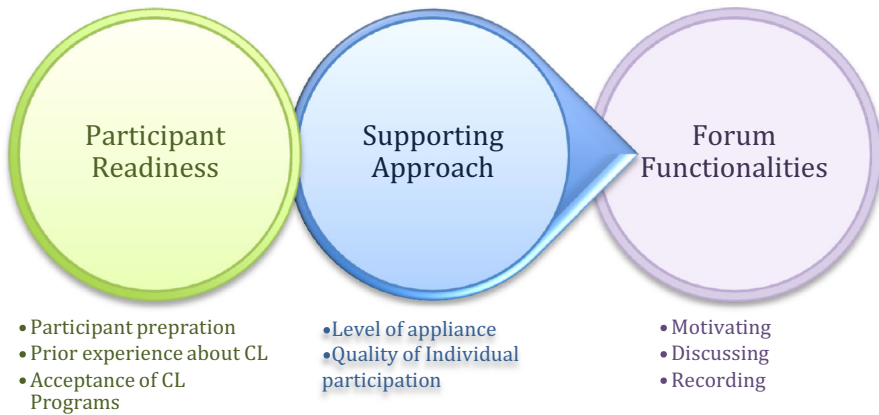 Participant
Readiness
Supporting
Approach
Forum
Functionalities
•Participant prepration
•Prior experience about CL
•Acceptance of CL
Programs
•Level of appliance
•Quality of Individual
participation
•Motivating
•Discussing
•Recording